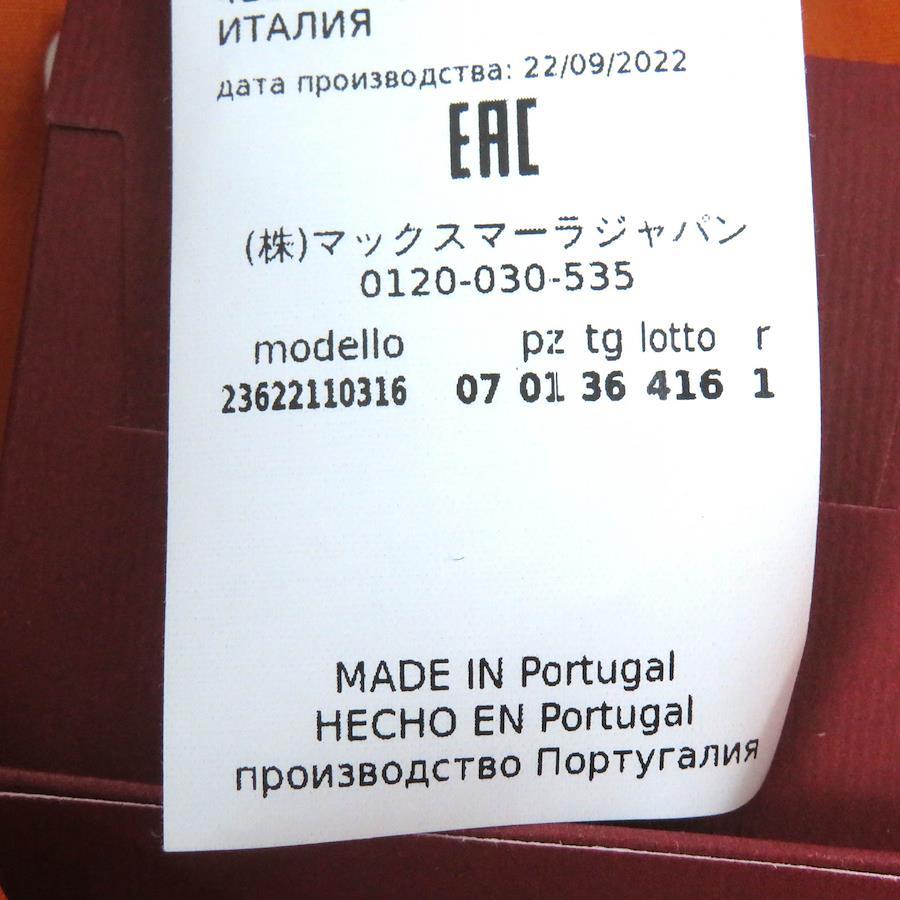 ИТАЛИЯ
дата производства: 22/09/2022
EAC
(株)マックスマーラジャパン
0120-030-535
modello pz tg lotto r
23622110316 07 01 36 416 1
MADE IN Portugal
HECHO EN Portugal
производство Португалия